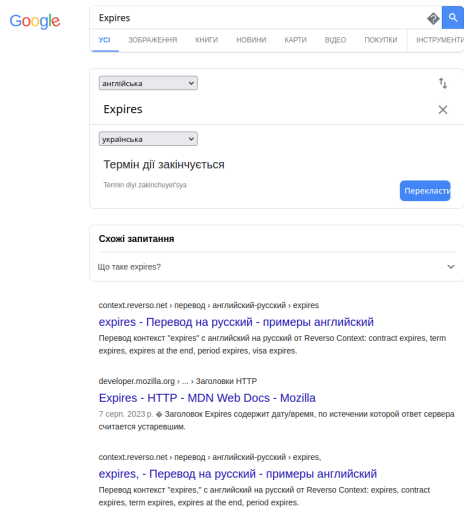 Google
Expires
УСІ ЗОБРАЖЕННЯ КНИГИ НОВИНИ КАРТИ ВІДЕО ПОКУПКИ ІНСТРУМЕНТИ
англійська
Expires
українська
Термін дії закінчується
Termin diyi zakinchuyetʹsya
Перекласти
Схожі запитання
Що таке expires?
context.reverso.net › перевод › английский-русский › expires
expires - Перевод на русский - примеры английский
Перевод контекст "expires" c английский на русский от Reverso Context: contract expires, term
expires, expires at the end, period expires, visa expires.
developer.mozilla.org › ... › Заголовки HTTP
Expires - HTTP - MDN Web Docs - Mozilla
7 серп. 2023 р. � Заголовок Expires содержит дату/время, по истечении которой ответ сервера
считается устаревшим.
context.reverso.net › перевод › английский-русский › expires,
expires, - Перевод на русский - примеры английский
Перевод контекст "expires," c английский на русский от Reverso Context: expires, contract
expires, term expires, expires at the end, period expires.